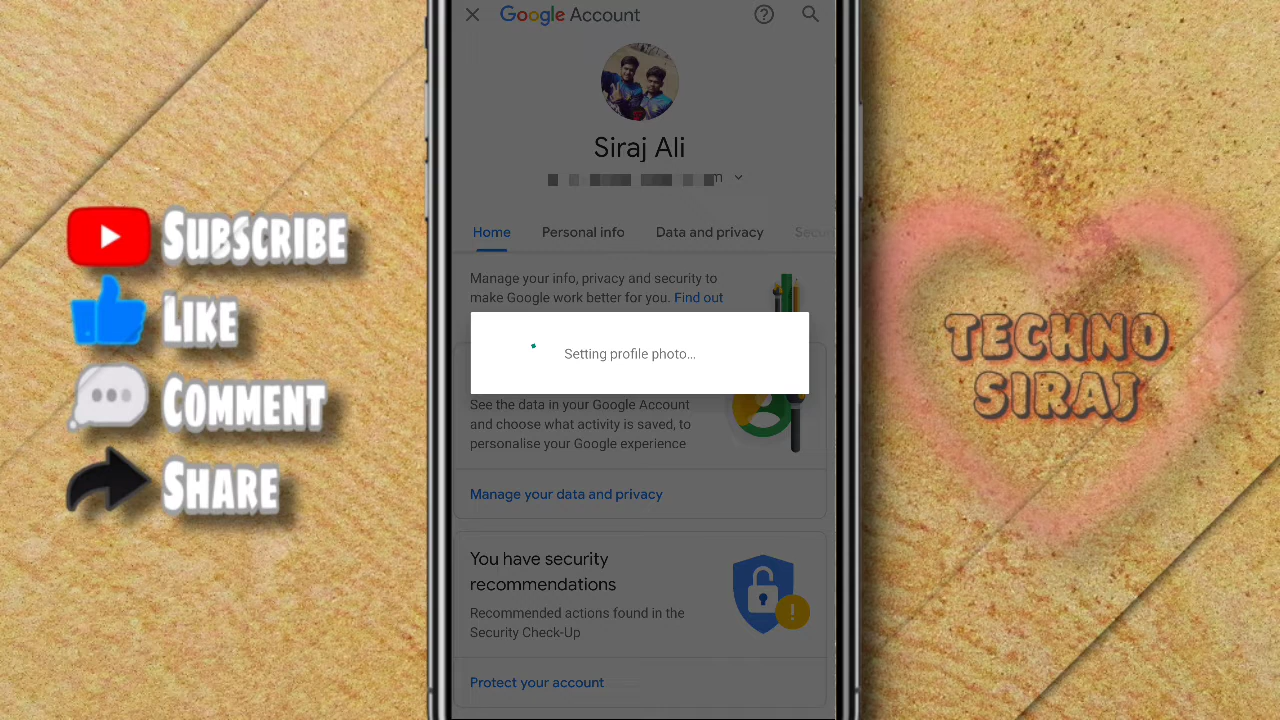 SUBSCRIBE
LIKE
COMMENT
SHARE
Google Account
Siraj Ali
m
Home Personal info Data and privacy Secu
Manage your info, privacy and security to
make Google work better for you. Find out
Setting profile photo...
See the data in your Google Account
and choose what activity is saved, to
personalise your Google experience
Manage your data and privacy
You have security
recommendations
Recommended actions found in the
Security Check-Up
Protect your account
TECHNO
SIRAJ